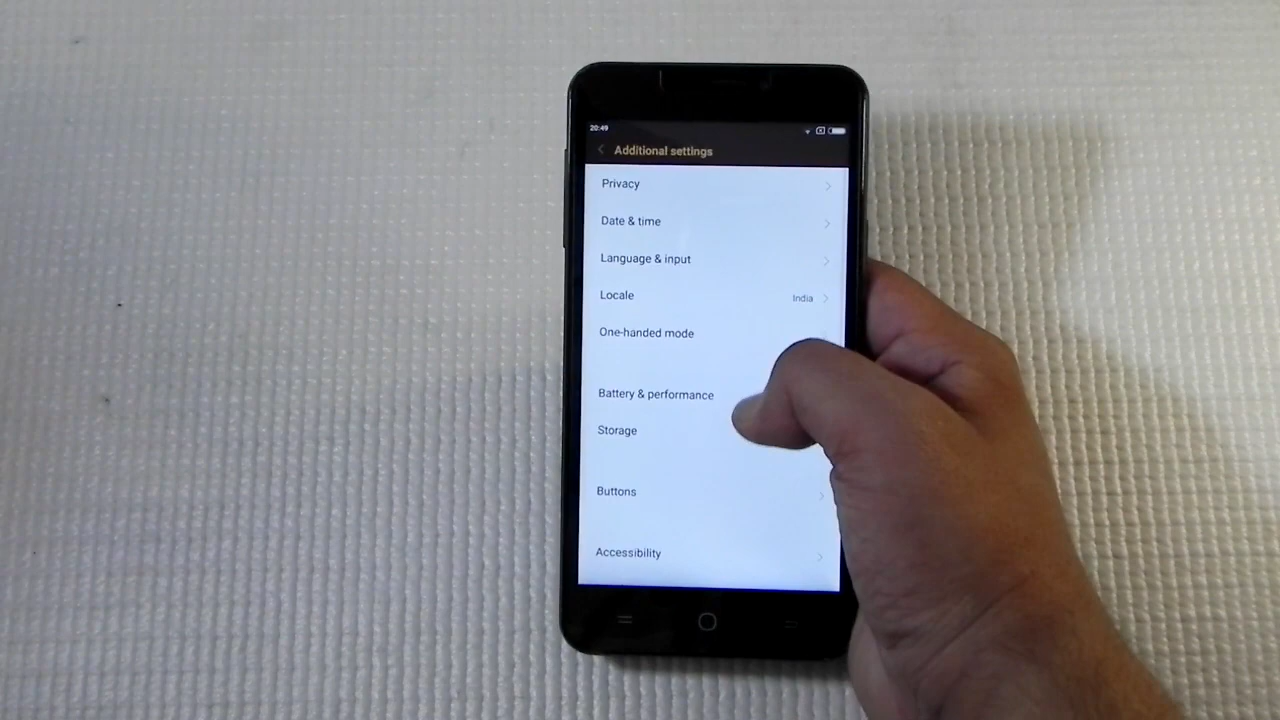 20:49
Additional settings
Privacy
Date & time
Language & input
Locale India
One-handed mode
Battery & performance
Storage
Buttons
Accessibility